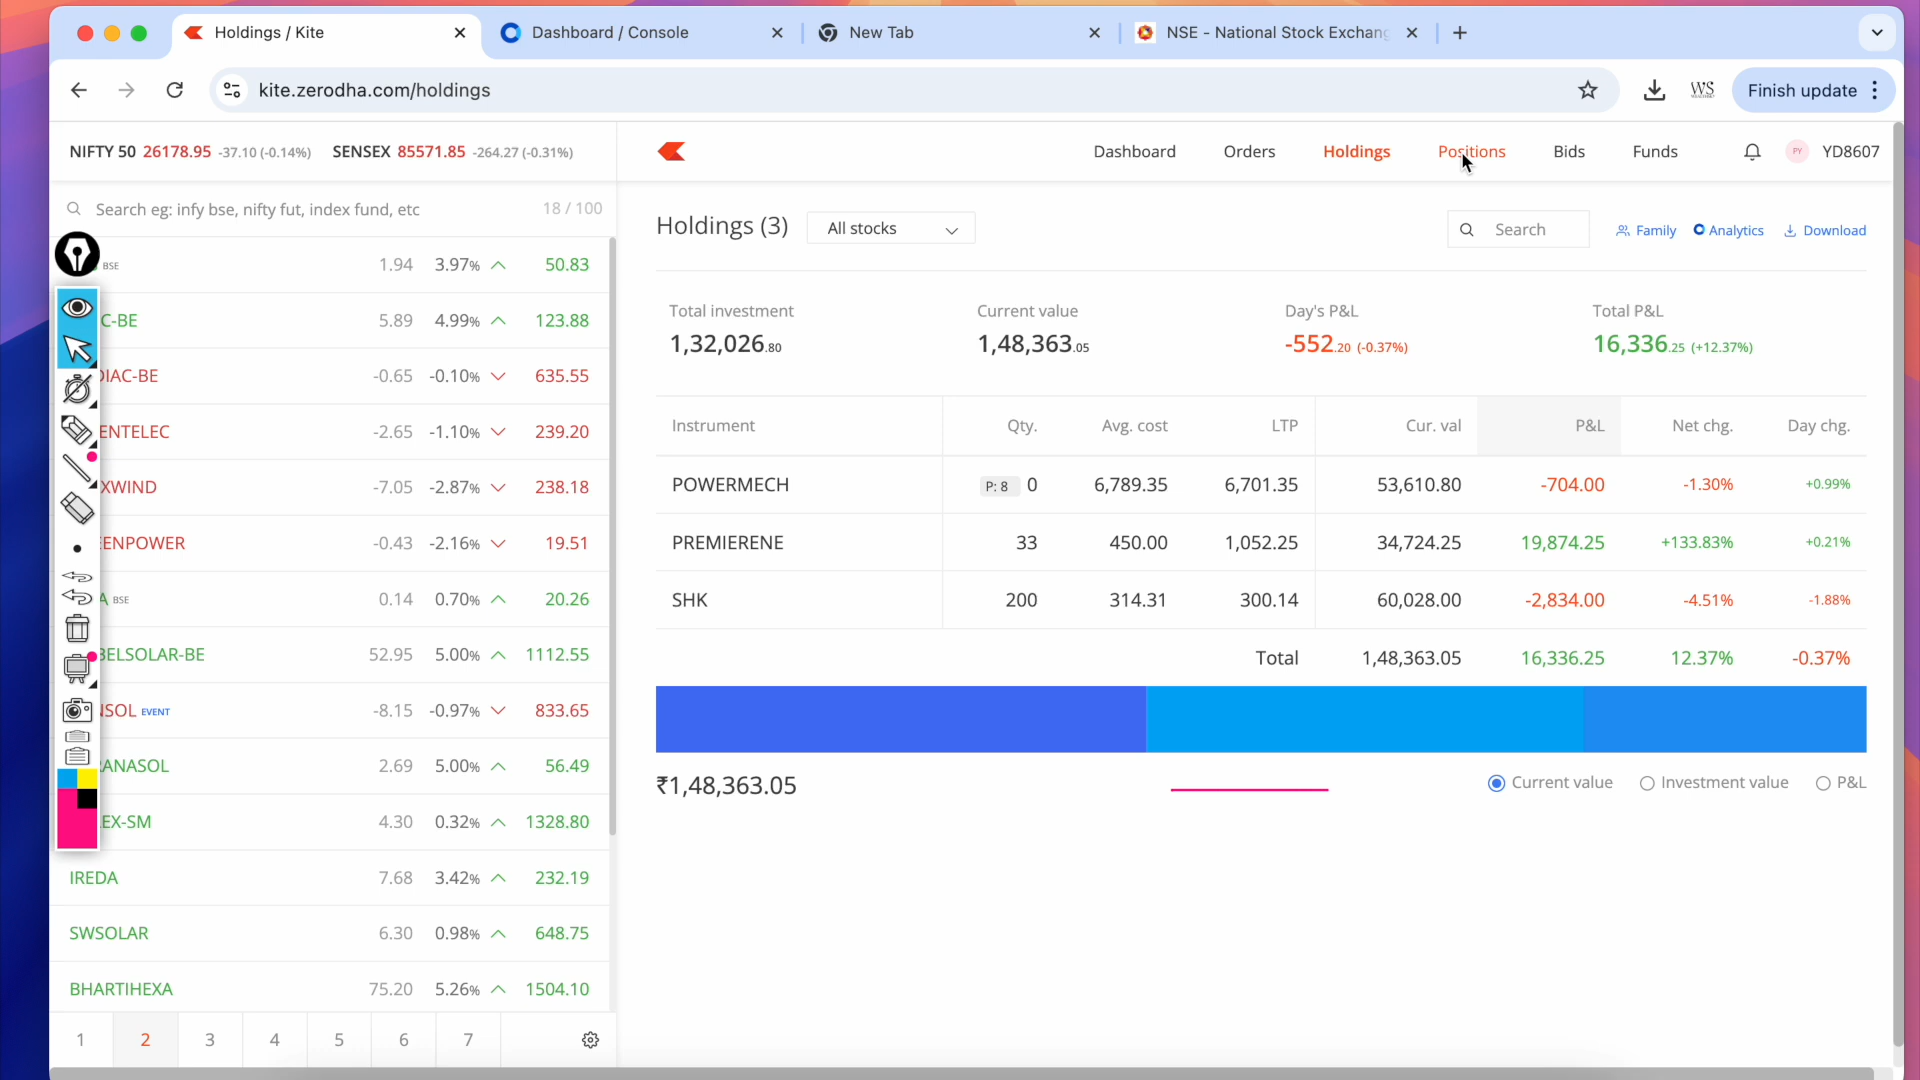 Holdings / Kite
Dashboard / Console
New Tab
NSE - National Stock Exchang
kite.zerodha.com/holdings
WS
Finish update
NIFTY 50 26178.95 -37.10 (-0.14%) SENSEX 85571.85 -264.27 (-0.31%)
Dashboard Orders Holdings Positions Bids Funds PY YD8607
Search eg: infy bse, nifty fut, index fund, etc 18 / 100
BSE 1.94 3.97% 50.83
C-BE 5.89 4.99% 123.88
DIAC-BE -0.65 -0.10% 635.55
ENTELEC -2.65 -1.10% 239.20
XWIND -7.05 -2.87% 238.18
ENPOWER -0.43 -2.16% 19.51
A BSE 0.14 0.70% 20.26
BELSOLAR-BE 52.95 5.00% 1112.55
NSOL EVENT -8.15 -0.97% 833.65
ANASOL 2.69 5.00% 56.49
EX-SM 4.30 0.32% 1328.80
IREDA 7.68 3.42% 232.19
SWSOLAR 6.30 0.98% 648.75
BHARTIHEXA 75.20 5.26% 1504.10
1 2 3 4 5 6 7
Holdings (3) All stocks Search Family Analytics Download
Total investment Current value Day's P&L Total P&L
1,32,026.80 1,48,363.05 -552.20 (-0.37%) 16,336.25 (+12.37%)
Instrument Qty. Avg. cost LTP Cur. val P&L Net chg. Day chg.
POWERMECH P: 8 0 6,789.35 6,701.35 53,610.80 -704.00 -1.30% +0.99%
PREMIERENE 33 450.00 1,052.25 34,724.25 19,874.25 +133.83% +0.21%
SHK 200 314.31 300.14 60,028.00 -2,834.00 -4.51% -1.88%
Total 1,48,363.05 16,336.25 12.37% -0.37%
₹1,48,363.05 Current value Investment value P&L